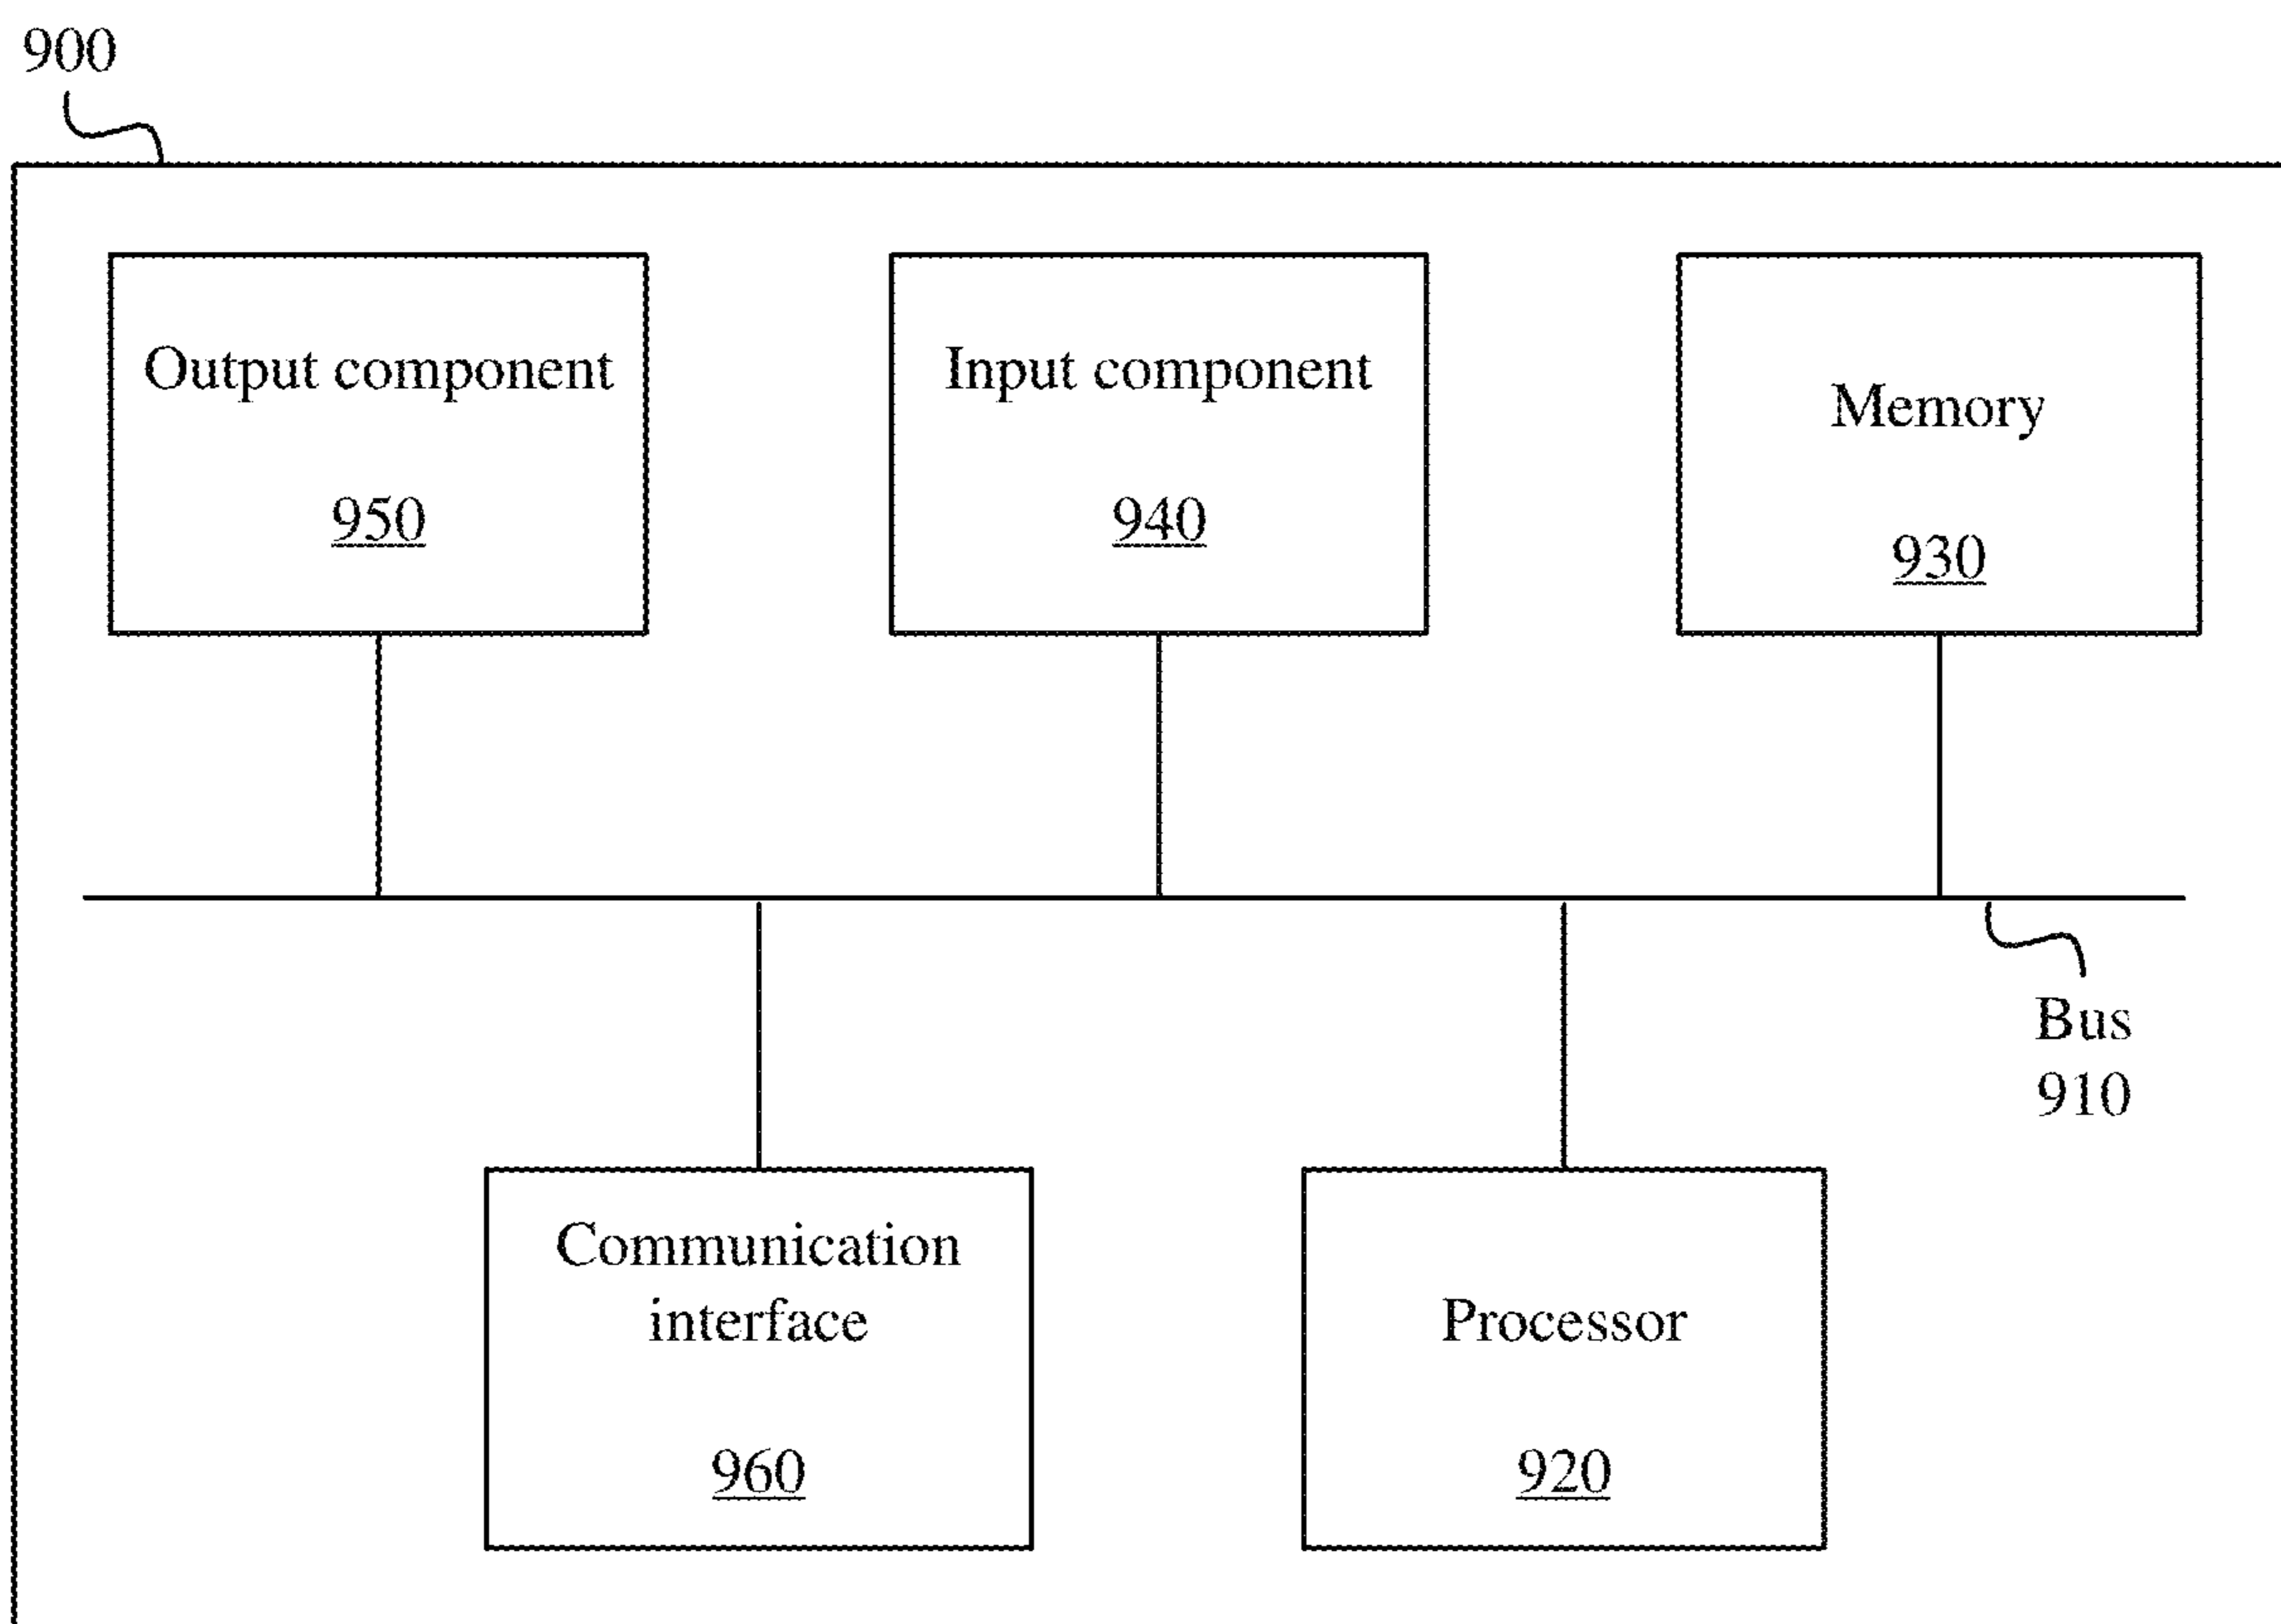 900
Output component
950
Input component
940
Memory
930
Bus
910
Communication
interface
960
Processor
920